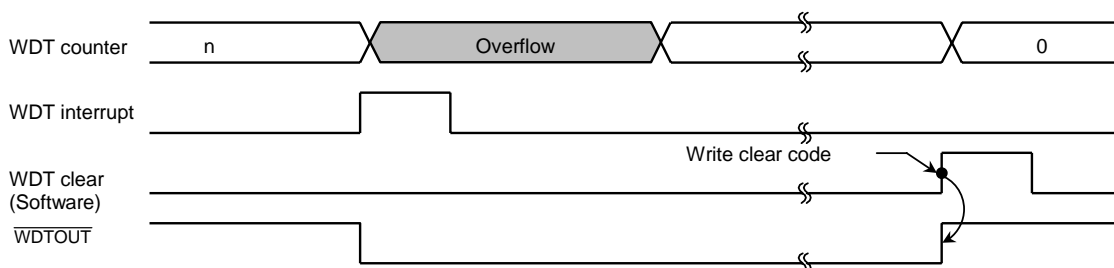 WDT counter
n
Overflow
0
WDT interrupt
Write clear code
WDT clear
(Software)
WDTOUT